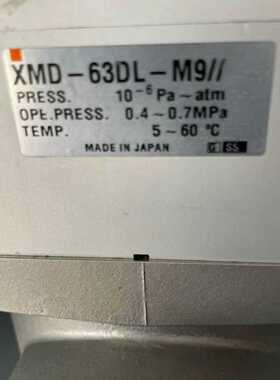 XMD-63DL-M9//
PRESS. 10⁻⁶ Pa~atm
OPE.PRESS. 0.4~0.7MPa
TEMP. 5~60 °C
MADE IN JAPAN SS